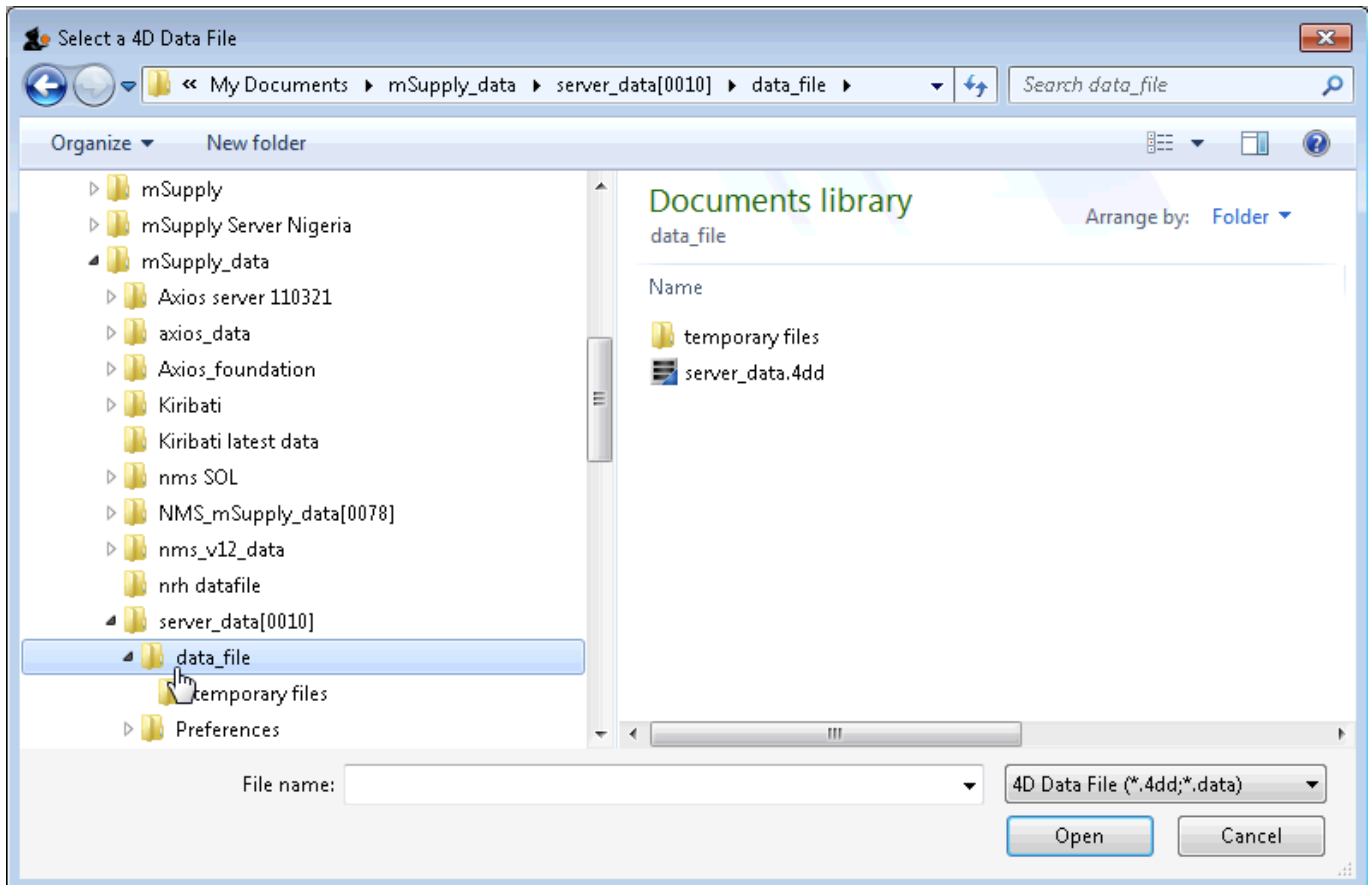 Select a 4D Data File
« My Documents ▸ mSupply_data ▸ server_data[0010] ▸ data_file ▸
Search data_file
Organize
New folder
mSupply
mSupply Server Nigeria
mSupply_data
Axios server 110321
axios_data
Axios_foundation
Kiribati
Kiribati latest data
nms SOL
NMS_mSupply_data[0078]
nms_v12_data
nrh datafile
server_data[0010]
data_file
temporary files
Preferences
Documents library
data_file
Arrange by: Folder
Name
temporary files
server_data.4dd
File name:
4D Data File (*.4dd;*.data)
Open
Cancel